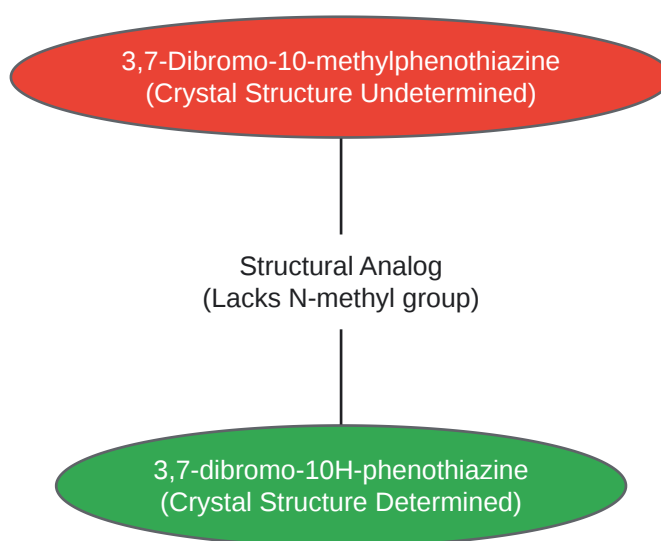 3,7-Dibromo-10-methylphenothiazine
(Crystal Structure Undetermined)
Structural Analog
(Lacks N-methyl group)
3,7-dibromo-10H-phenothiazine
(Crystal Structure Determined)